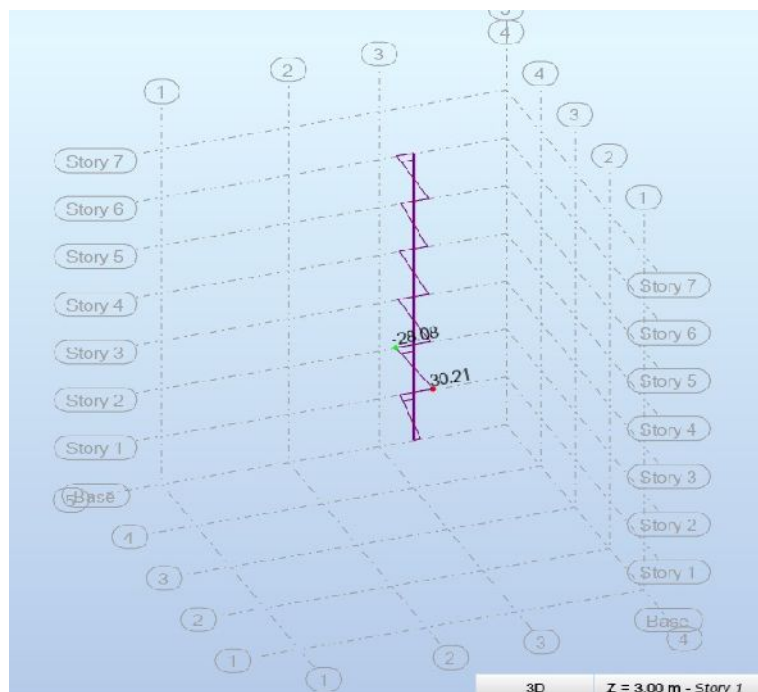 5
4
3
4
2
3
1
2
Story 7
1
Story 6
Story 5
Story 4
Story 7
Story 3
-28.08
Story 6
Story 2
30.21
Story 5
Story 1
Story 4
5
Base
Story 3
4
Story 2
3
Story 1
2
Base
1
1
2
3
4
3D
Z = 3.00 m - Story 1